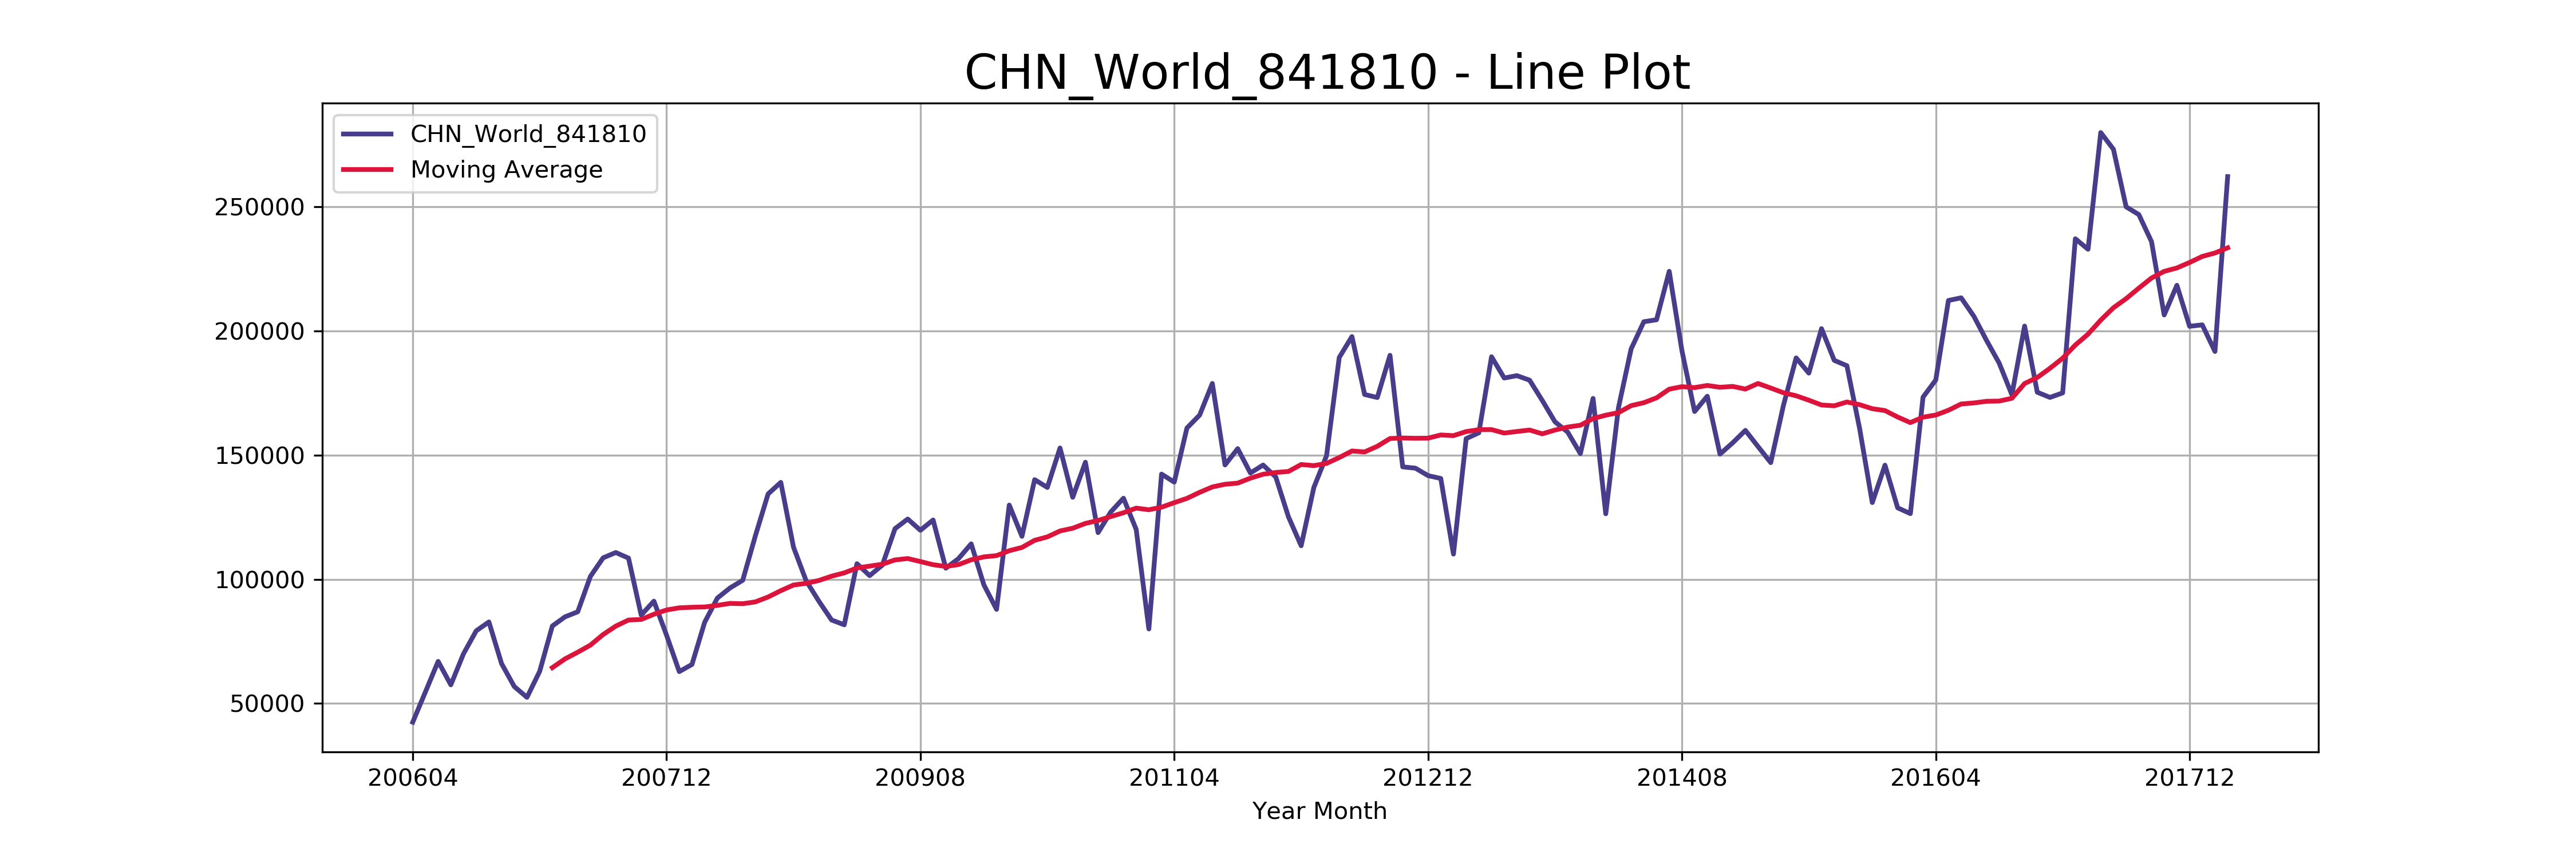 CHN_World_841810 - Line Plot
CHN_World_841810
Moving Average
250000
200000
150000
100000
50000
200604 200712 200908 201104 201212 201408 201604 201712
Year Month